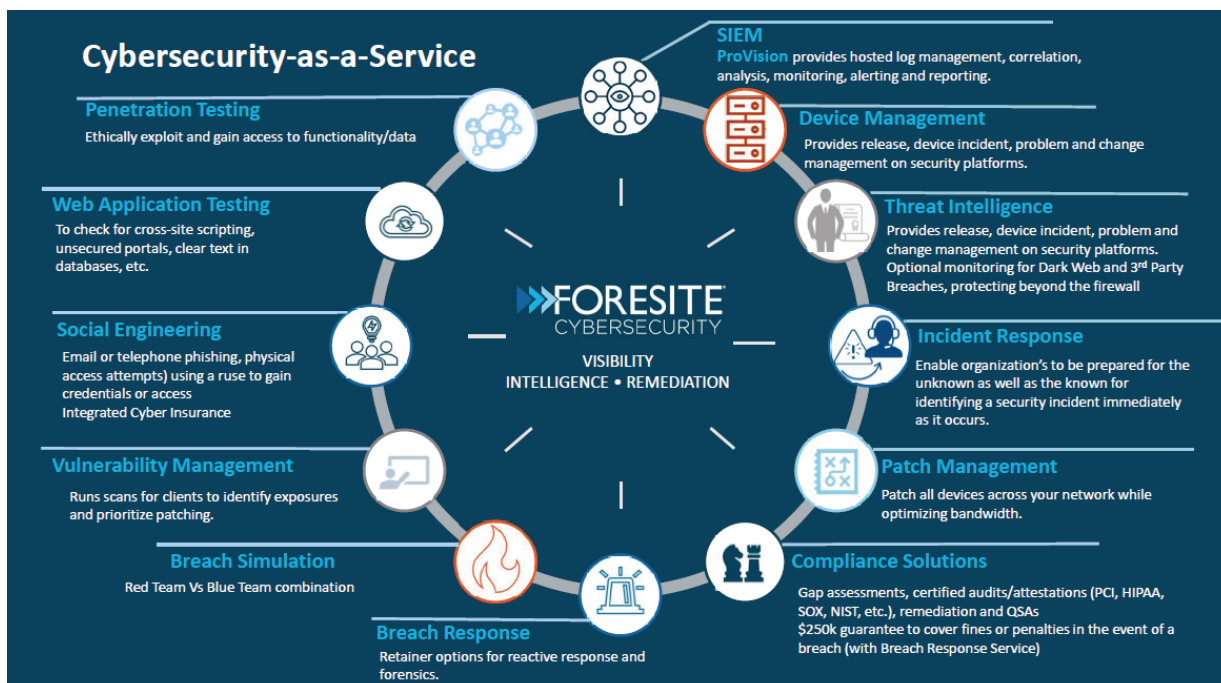 Cybersecurity-as-a-Service
SIEM
ProVision provides hosted log management, correlation,
analysis, monitoring, alerting and reporting.
Device Management
Provides release, device incident, problem and change
management on security platforms.
Threat Intelligence
Provides release, device incident, problem and
change management on security platforms.
Optional monitoring for Dark Web and 3rd Party
Breaches, protecting beyond the firewall
Incident Response
Enable organization's to be prepared for the
unknown as well as the known for
identifying a security incident immediately
as it occurs.
Patch Management
Patch all devices across your network while
optimizing bandwidth.
Compliance Solutions
Gap assessments, certified audits/attestations (PCI, HIPAA,
SOX, NIST, etc.), remediation and QSAs
$250k guarantee to cover fines or penalties in the event of a
breach (with Breach Response Service)
Breach Response
Retainer options for reactive response and
forensics.
Breach Simulation
Red Team Vs Blue Team combination
Vulnerability Management
Runs scans for clients to identify exposures
and prioritize patching.
Social Engineering
Email or telephone phishing, physical
access attempts) using a ruse to gain
credentials or access
Integrated Cyber Insurance
Web Application Testing
To check for cross-site scripting,
unsecured portals, clear text in
databases, etc.
Penetration Testing
Ethically exploit and gain access to functionality/data
FORESITE
CYBERSECURITY
VISIBILITY
INTELLIGENCE • REMEDIATION